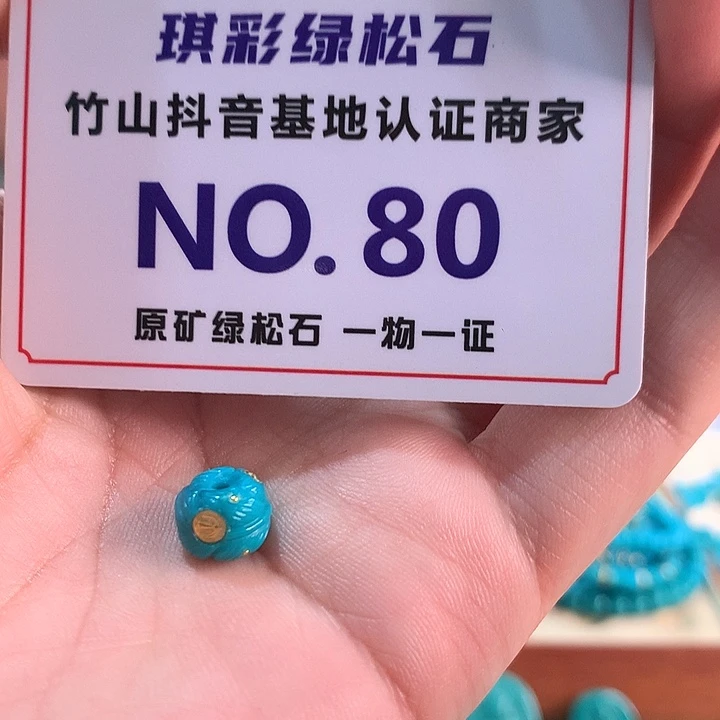 琪彩绿松石
竹山抖音基地认证商家
NO.80
原矿绿松石 一物一证